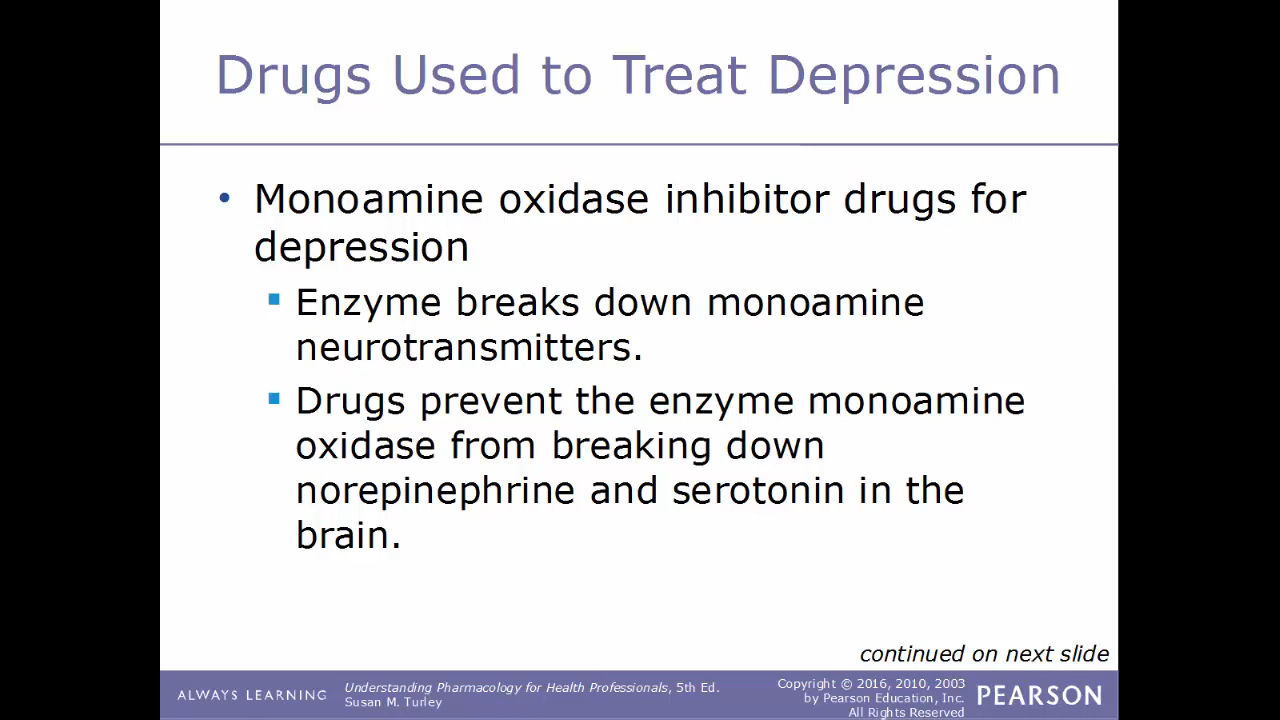 Drugs Used to Treat Depression
• Monoamine oxidase inhibitor drugs for
depression
▪ Enzyme breaks down monoamine
neurotransmitters.
▪ Drugs prevent the enzyme monoamine
oxidase from breaking down
norepinephrine and serotonin in the
brain.
continued on next slide
ALWAYS LEARNING
Understanding Pharmacology for Health Professionals, 5th Ed.
Susan M. Turley
Copyright © 2016, 2010, 2003
by Pearson Education, Inc.
All Rights Reserved
PEARSON